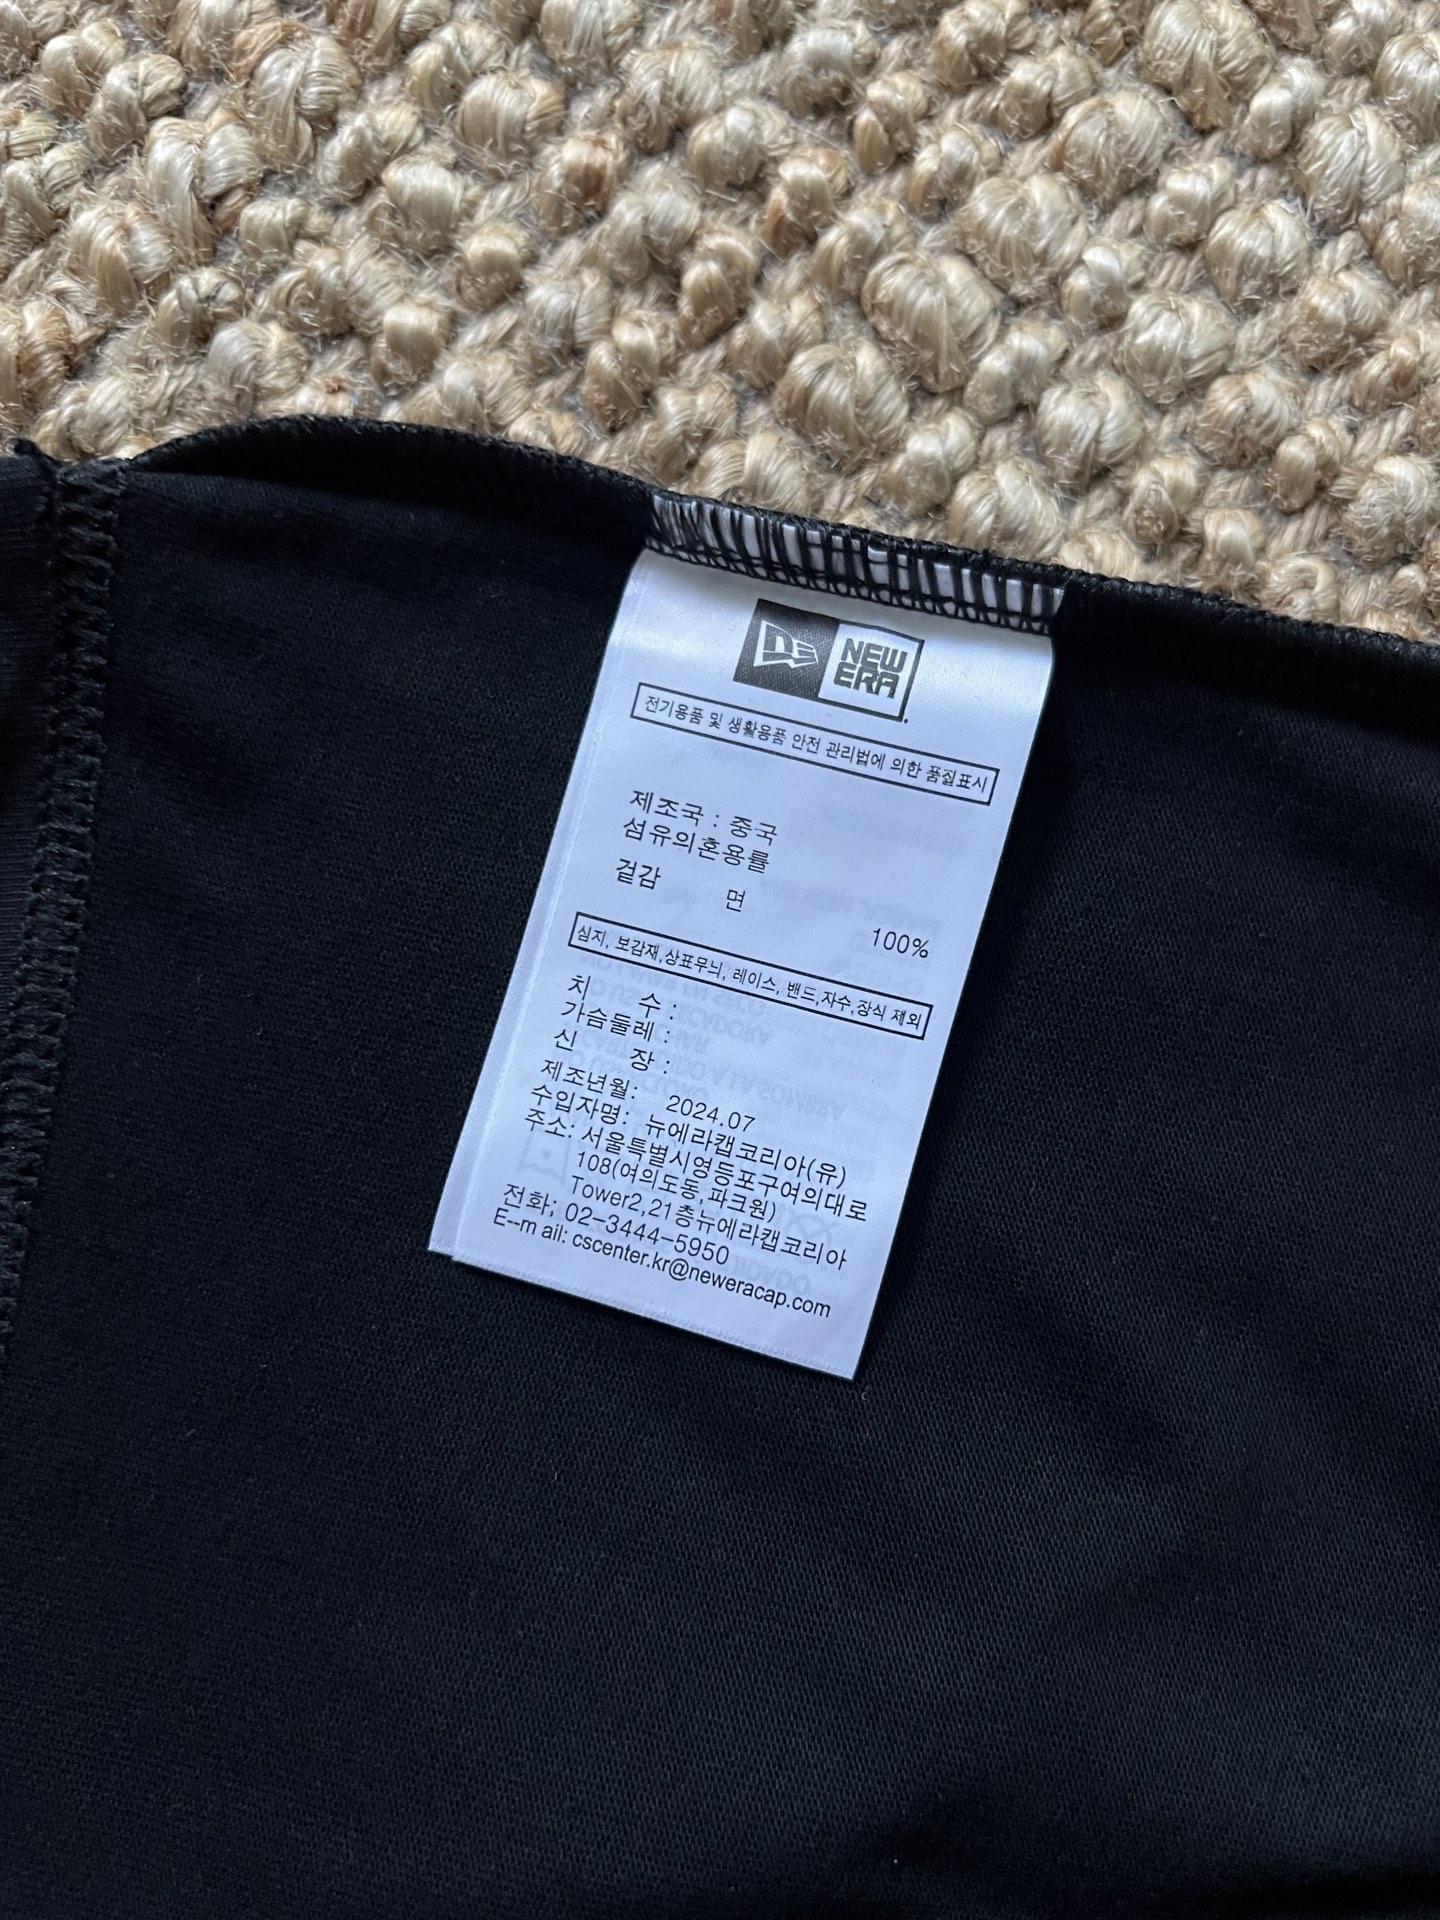 NEW
ERA
전기용품 및 생활용품 안전 관리법에 의한 품질표시
제조국 : 중국
섬유의혼용률
겉감 면 100%
심지, 보감재,상표무늬, 레이스, 밴드,자수,장식 제외
치 수 :
가슴둘레 :
신 장 :
제조년월: 2024.07
수입자명: 뉴에라캡코리아(유)
주소: 서울특별시영등포구여의대로
108(여의도동,파크원)
Tower2,21층뉴에라캡코리아
전화; 02-3444-5950
E--m ail: cscenter.kr@neweracap.com